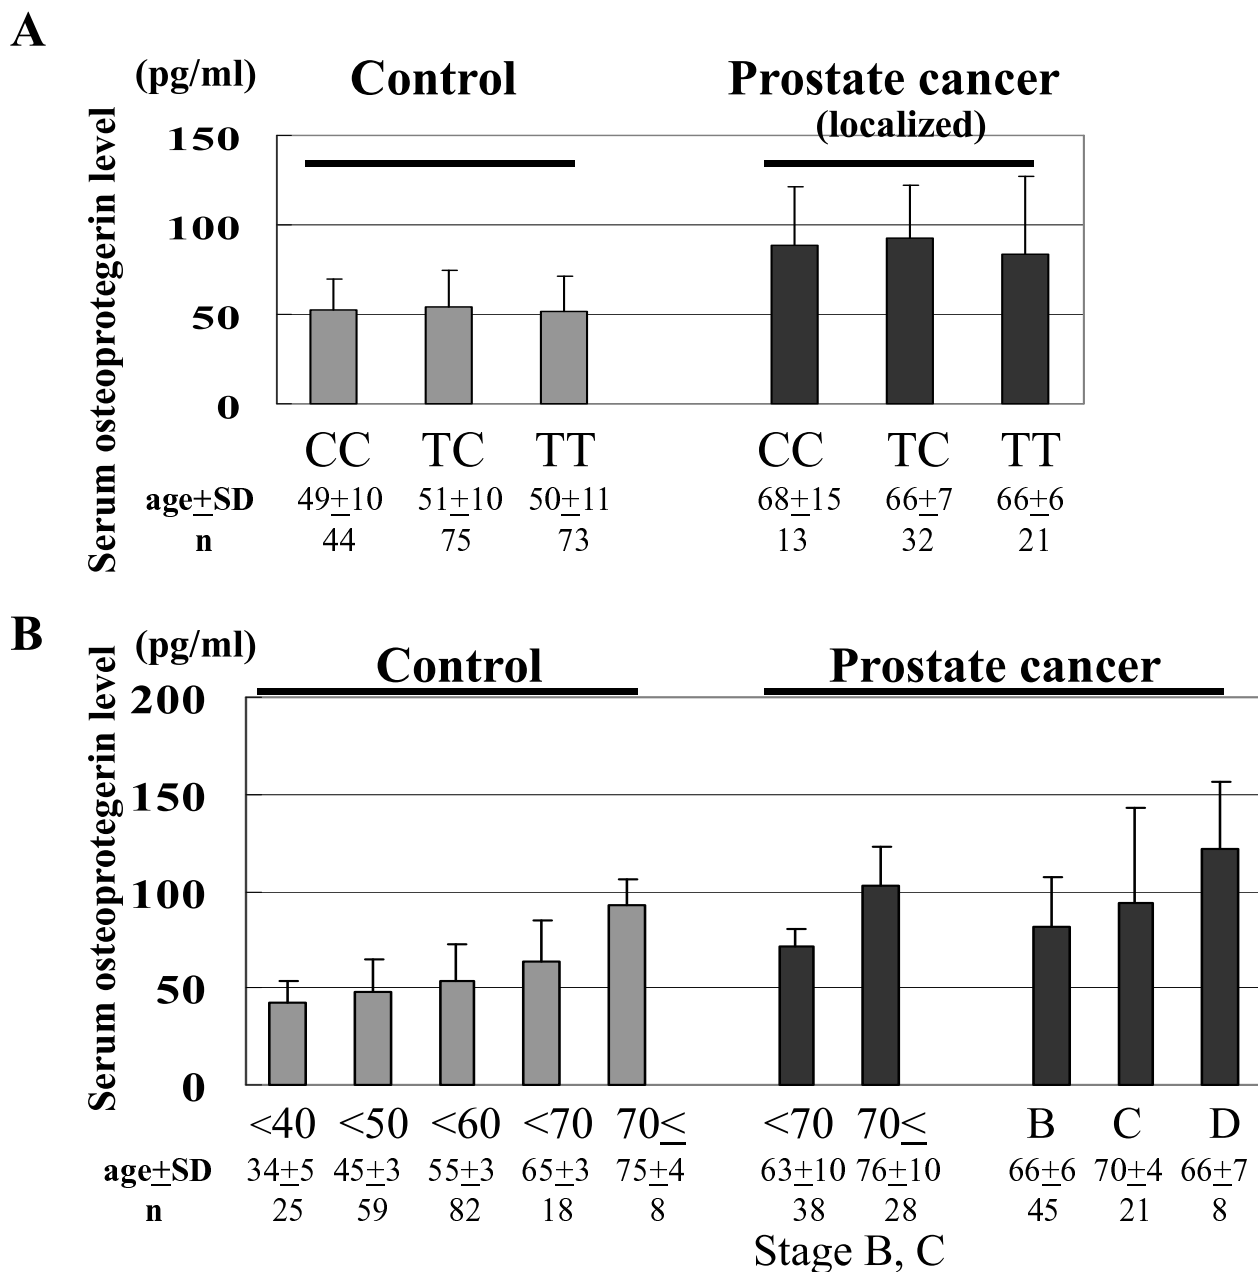 A
(pg/ml)
Control
Prostate cancer
(localized)
Serum osteoprotegerin level
150
100
50
0
CC TC TT CC TC TT
age±SD 49±10 51±10 50±11 68±15 66±7 66±6
n 44 75 73 13 32 21
B
(pg/ml)
Control
Prostate cancer
Serum osteoprotegerin level
200
150
100
50
0
<40 <50 <60 <70 70≤ <70 70≤ B C D
age±SD 34±5 45±3 55±3 65±3 75±4 63±10 76±10 66±6 70±4 66±7
n 25 59 82 18 8 38 28 45 21 8
Stage B, C